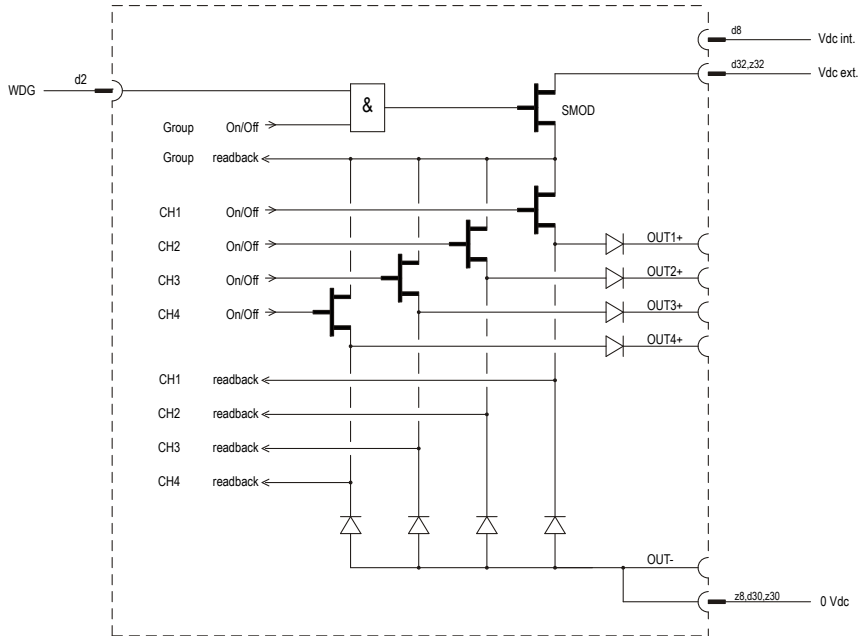 d8
Vdc int.
d32,z32
Vdc ext.
WDG d2
&
SMOD
Group On/Off
Group readback
CH1 On/Off
OUT1+
CH2 On/Off
OUT2+
CH3 On/Off
OUT3+
CH4 On/Off
OUT4+
CH1 readback
CH2 readback
CH3 readback
CH4 readback
OUT-
z8,d30,z30
0 Vdc